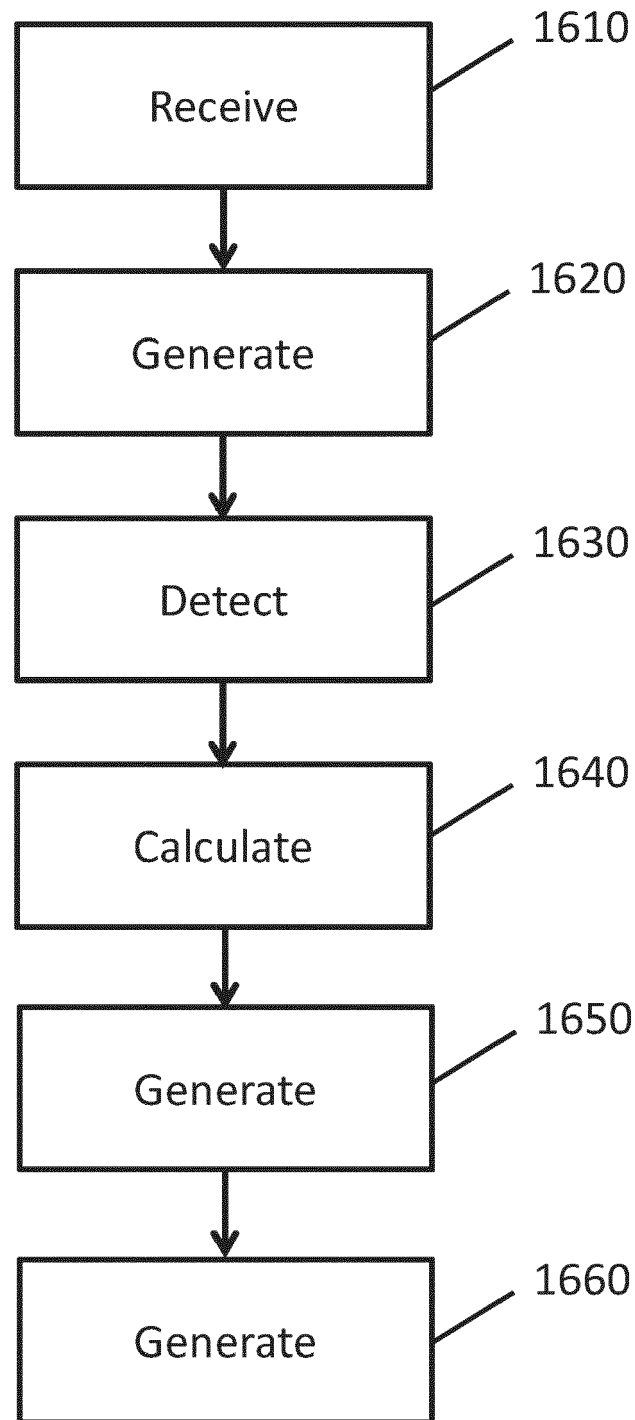 1610
Receive
1620
Generate
1630
Detect
1640
Calculate
1650
Generate
1660
Generate